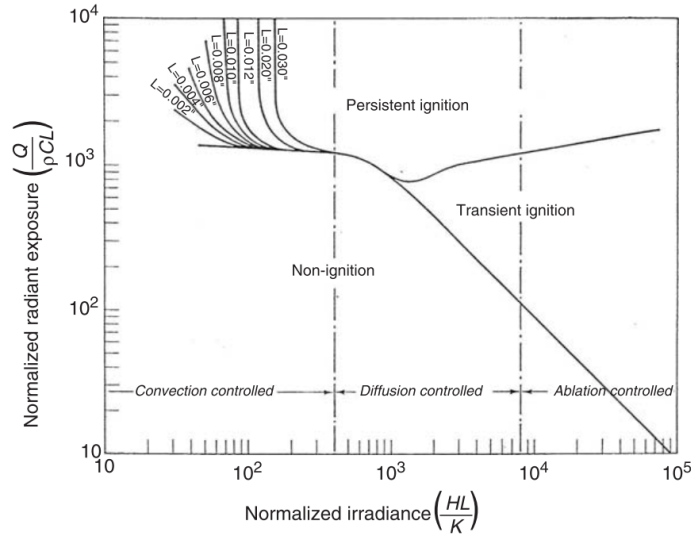 10⁴
10³
10²
10
Normalized radiant exposure (Q/ρCL)
L=0.002"
L=0.004"
L=0.006"
L=0.008"
L=0.010"
L=0.012"
L=0.020"
L=0.030"
Persistent ignition
Transient ignition
Non-ignition
Convection controlled
Diffusion controlled
Ablation controlled
10 10² 10³ 10⁴ 10⁵
Normalized irradiance (HL/K)